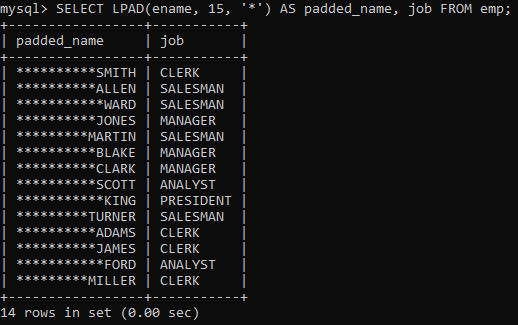 mysql> SELECT LPAD(ename, 15, '*') AS padded_name, job FROM emp;
+-----------------+-----------+
| padded_name     | job       |
+-----------------+-----------+
| **********SMITH | CLERK     |
| **********ALLEN | SALESMAN  |
| ***********WARD | SALESMAN  |
| **********JONES | MANAGER   |
| *********MARTIN | SALESMAN  |
| **********BLAKE | MANAGER   |
| **********CLARK | MANAGER   |
| **********SCOTT | ANALYST   |
| ***********KING | PRESIDENT |
| *********TURNER | SALESMAN  |
| **********ADAMS | CLERK     |
| **********JAMES | CLERK     |
| ***********FORD | ANALYST   |
| *********MILLER | CLERK     |
+-----------------+-----------+
14 rows in set (0.00 sec)